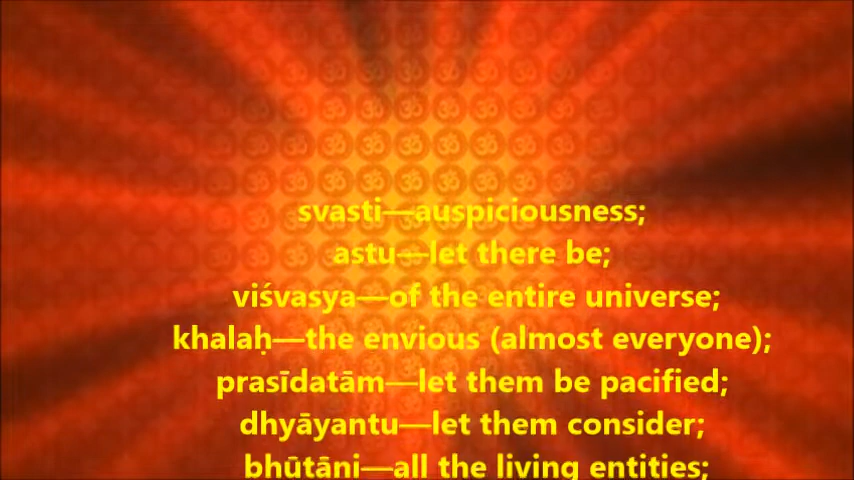 svasti—auspiciousness;
astu—let there be;
viśvasya—of the entire universe;
khalaḥ—the envious (almost everyone);
prasīdatām—let them be pacified;
dhyāyantu—let them consider;
bhūtāni—all the living entities;